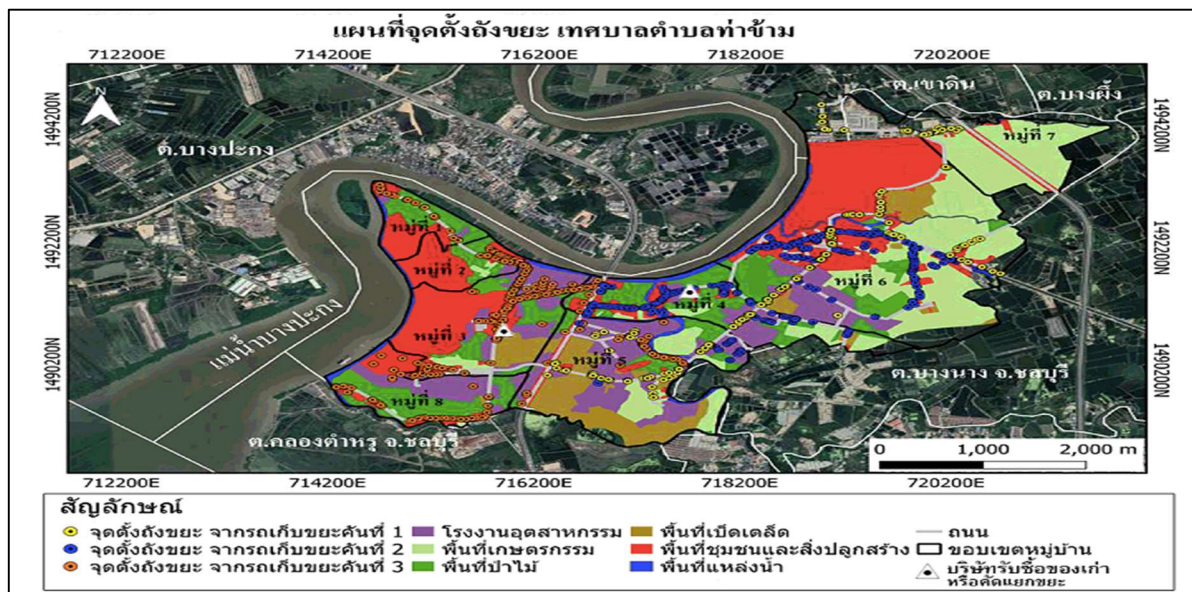 แผนที่จุดตั้งถังขยะ เทศบาลตำบลท่าข้าม
712200E 714200E 716200E 718200E 720200E
1494200N 1494200N
N
ต.เขาดิน
ต.บางผึ้ง
หมู่ที่ 7
ต.บางปะกง
1492200N 1492200N
หมู่ที่ 1
หมู่ที่ 2
หมู่ที่ 6
หมู่ที่ 4
แม่น้ำบางปะกง
หมู่ที่ 3
หมู่ที่ 5
1490200N 1490200N
ต.บางนาง จ.ชลบุรี
หมู่ที่ 8
ต.คลองตำหรุ จ.ชลบุรี
0 1,000 2,000 m
712200E 714200E 716200E 718200E 720200E
สัญลักษณ์
จุดตั้งถังขยะ จากรถเก็บขยะคันที่ 1 โรงงานอุตสาหกรรม พื้นที่เบ็ดเตล็ด ถนน
จุดตั้งถังขยะ จากรถเก็บขยะคันที่ 2 พื้นที่เกษตรกรรม พื้นที่ชุมชนและสิ่งปลูกสร้าง ขอบเขตหมู่บ้าน
จุดตั้งถังขยะ จากรถเก็บขยะคันที่ 3 พื้นที่ป่าไม้ พื้นที่แหล่งน้ำ บริษัทรับซื้อของเก่า
หรือคัดแยกขยะ